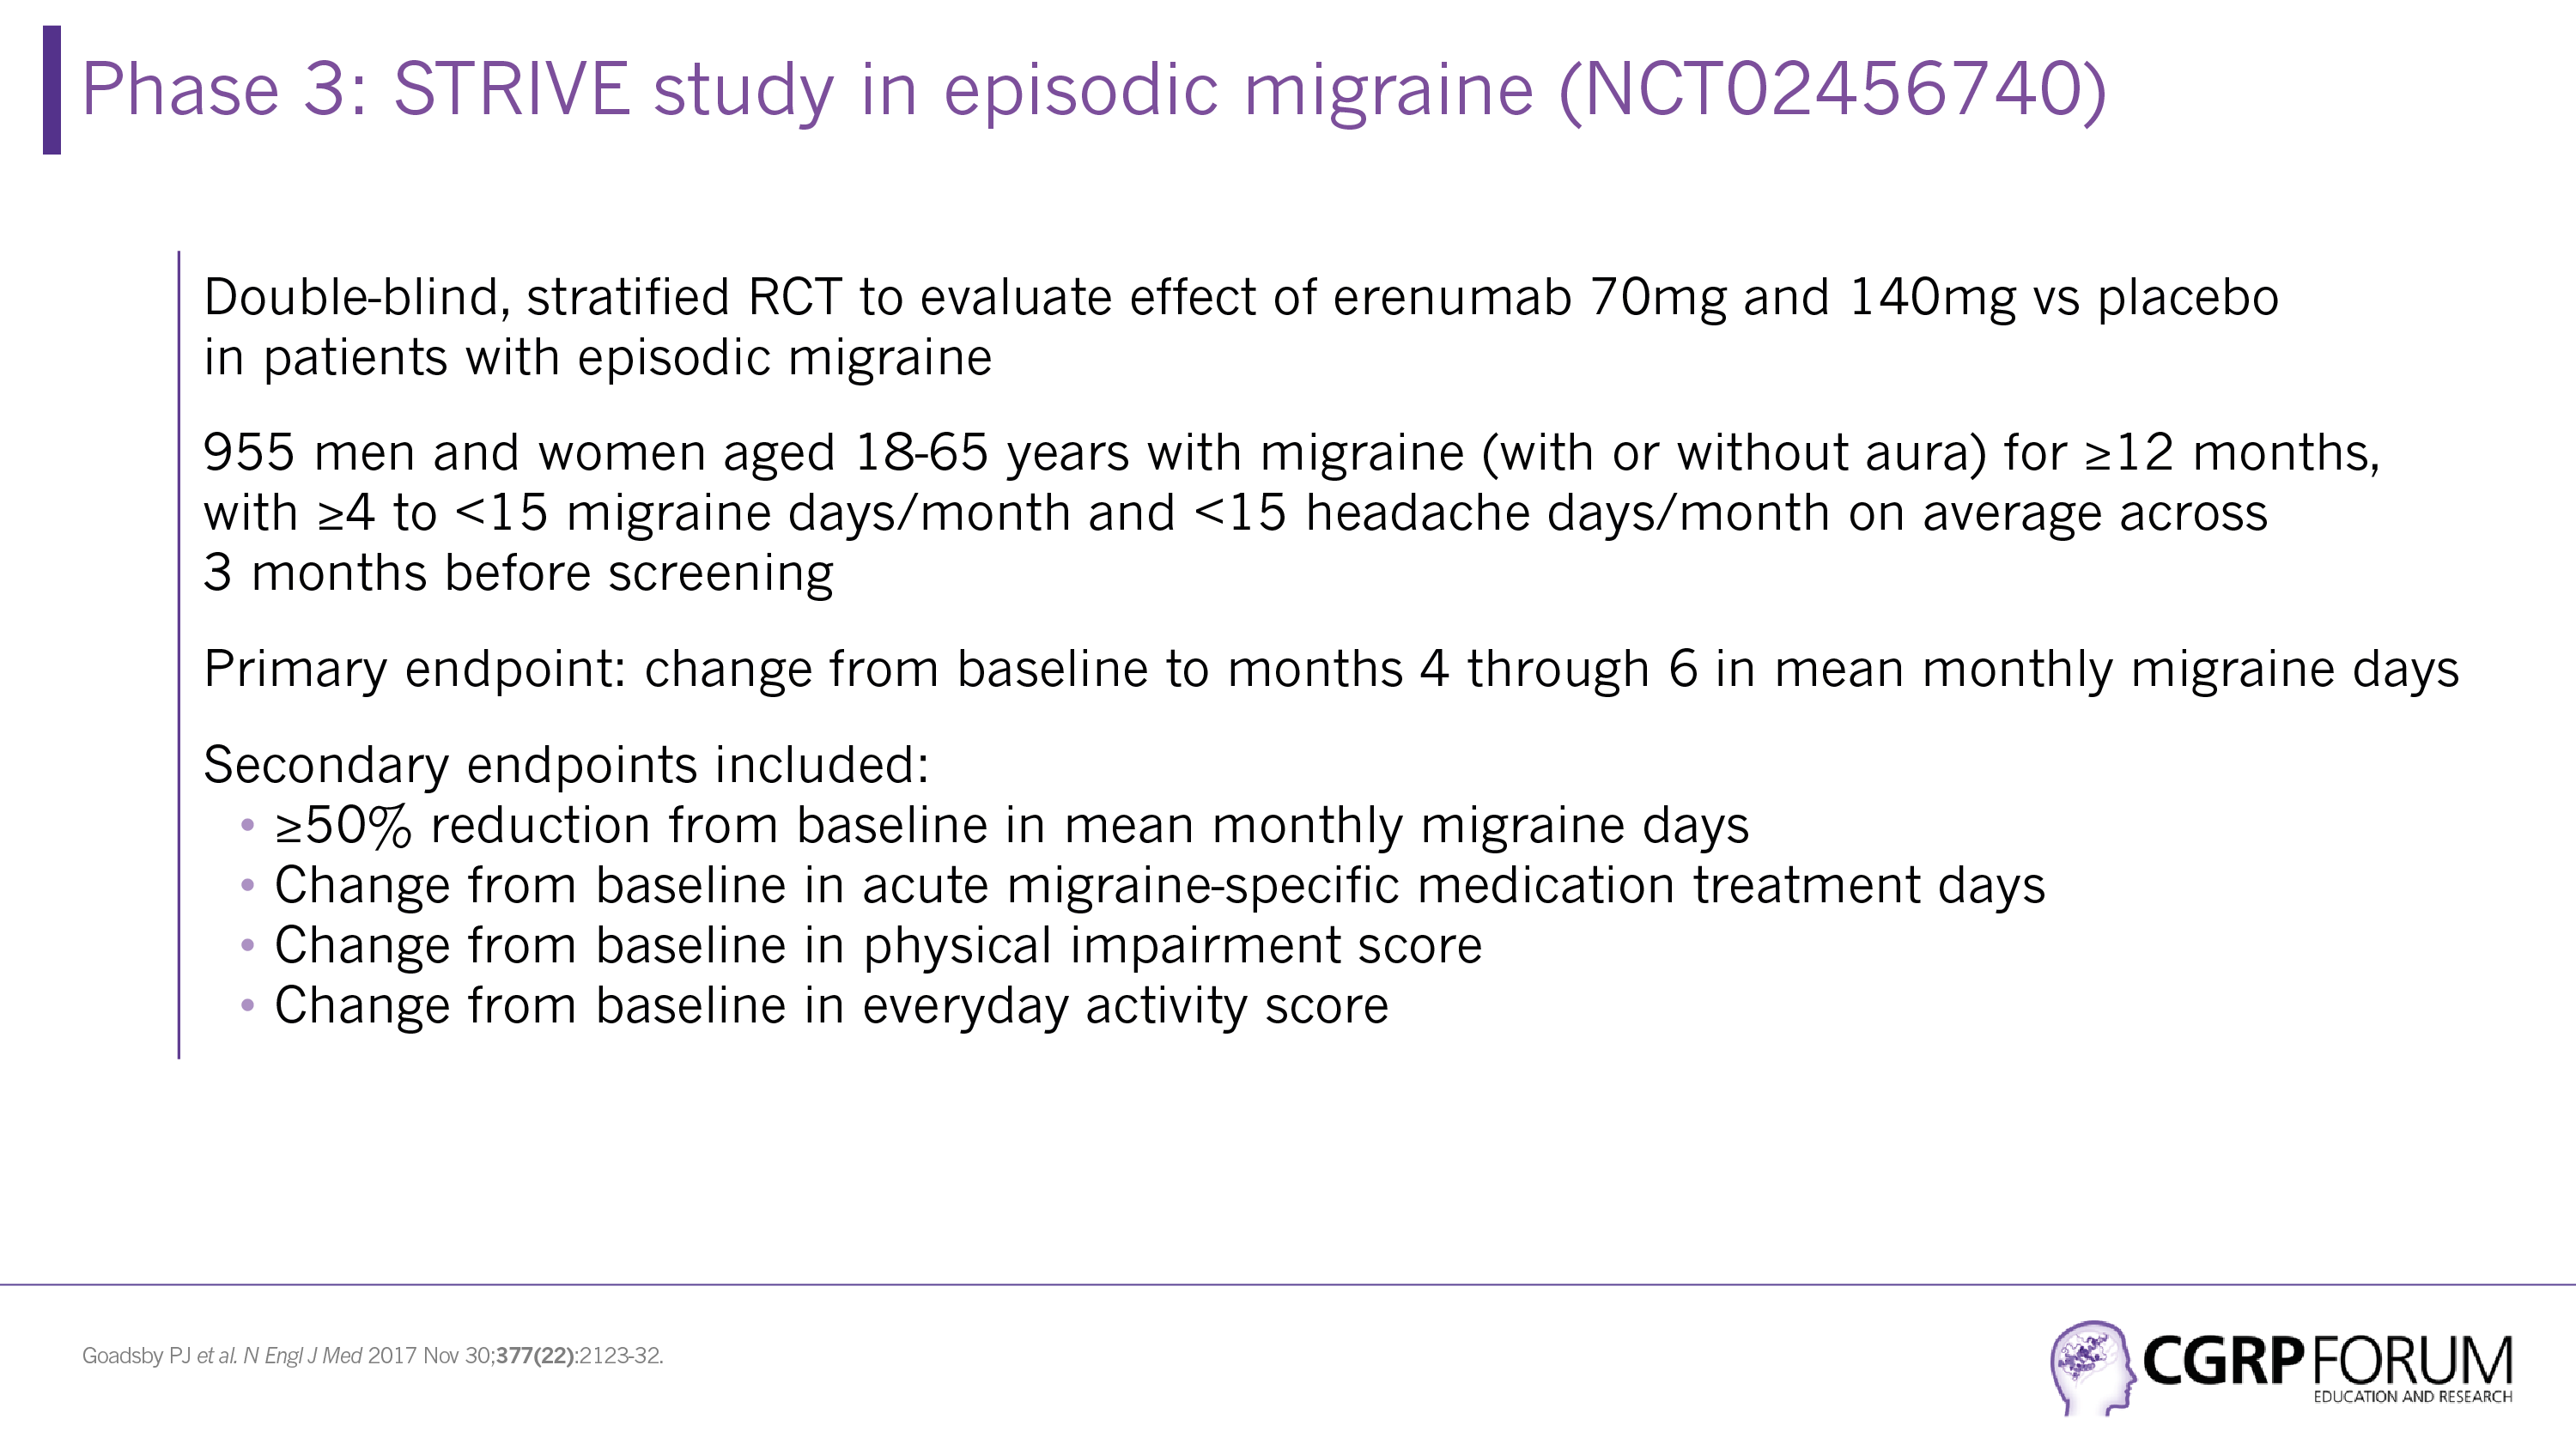 Phase 3: STRIVE study in episodic migraine (NCT02456740)
Double-blind, stratified RCT to evaluate effect of erenumab 70mg and 140mg vs placebo
in patients with episodic migraine
955 men and women aged 18-65 years with migraine (with or without aura) for ≥12 months,
with ≥4 to <15 migraine days/month and <15 headache days/month on average across
3 months before screening
Primary endpoint: change from baseline to months 4 through 6 in mean monthly migraine days
Secondary endpoints included:
• ≥50% reduction from baseline in mean monthly migraine days
• Change from baseline in acute migraine-specific medication treatment days
• Change from baseline in physical impairment score
• Change from baseline in everyday activity score
Goadsby PJ et al. N Engl J Med 2017 Nov 30;377(22):2123-32.
CGRP FORUM
EDUCATION AND RESEARCH